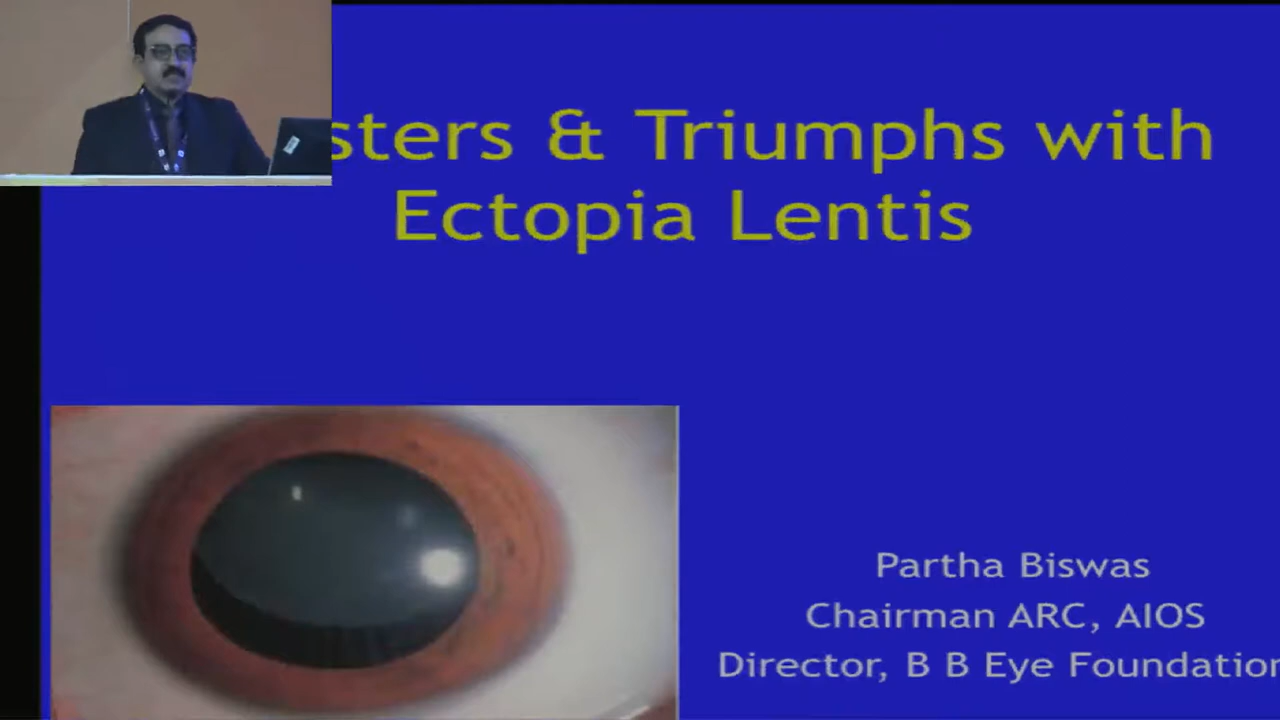 sters & Triumphs with
Ectopia Lentis
Partha Biswas
Chairman ARC, AIOS
Director, B B Eye Foundation